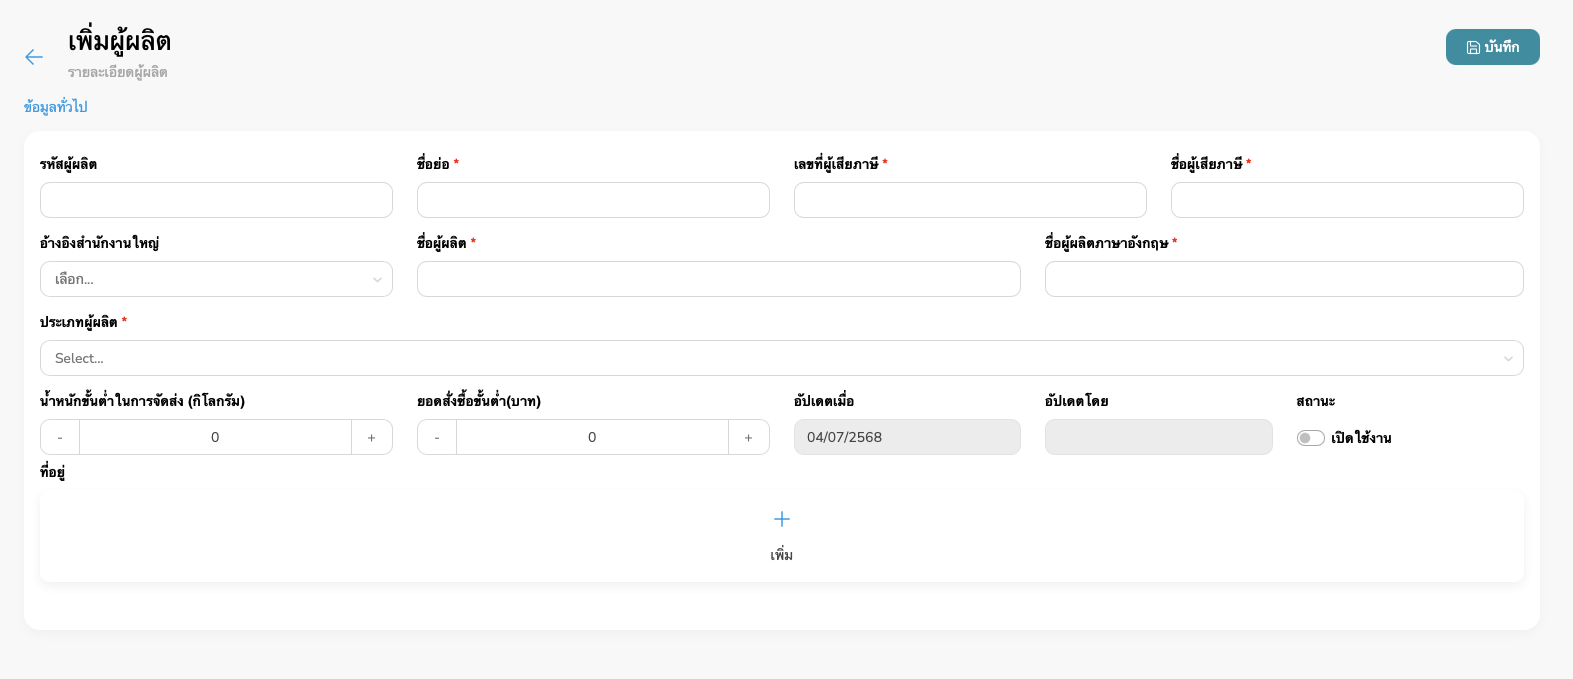 เพิ่มผู้ผลิต
บันทึก
รายละเอียดผู้ผลิต
ข้อมูลทั่วไป
รหัสผู้ผลิต ชื่อย่อ * เลขที่ผู้เสียภาษี * ชื่อผู้เสียภาษี *
อ้างอิงสำนักงานใหญ่ ชื่อผู้ผลิต * ชื่อผู้ผลิตภาษาอังกฤษ *
เลือก...
ประเภทผู้ผลิต *
Select...
น้ำหนักขั้นต่ำในการจัดส่ง (กิโลกรัม) ยอดสั่งซื้อขั้นต่ำ(บาท) อัปเดตเมื่อ อัปเดตโดย สถานะ
- 0 + - 0 + 04/07/2568 เปิดใช้งาน
ที่อยู่
เพิ่ม